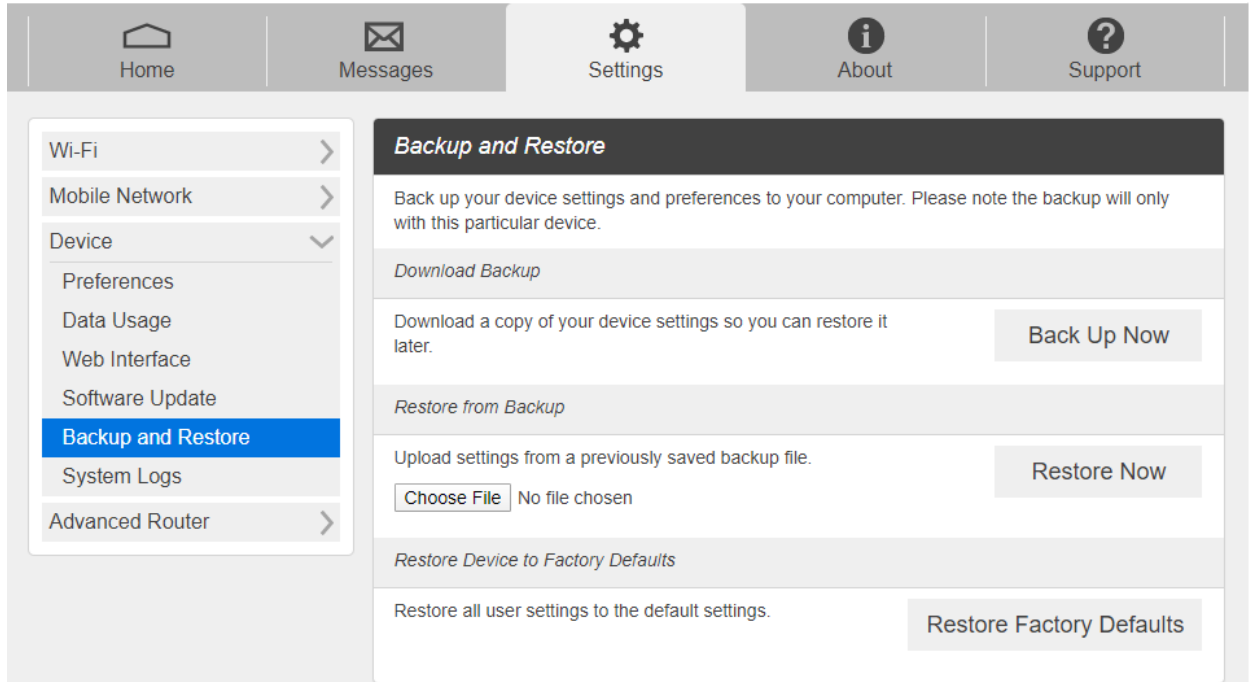 Home
Messages
Settings
About
Support
Wi-Fi
Mobile Network
Device
Preferences
Data Usage
Web Interface
Software Update
Backup and Restore
System Logs
Advanced Router
Backup and Restore
Back up your device settings and preferences to your computer. Please note the backup will only
with this particular device.
Download Backup
Download a copy of your device settings so you can restore it
later.
Back Up Now
Restore from Backup
Upload settings from a previously saved backup file.
Choose File No file chosen
Restore Now
Restore Device to Factory Defaults
Restore all user settings to the default settings.
Restore Factory Defaults